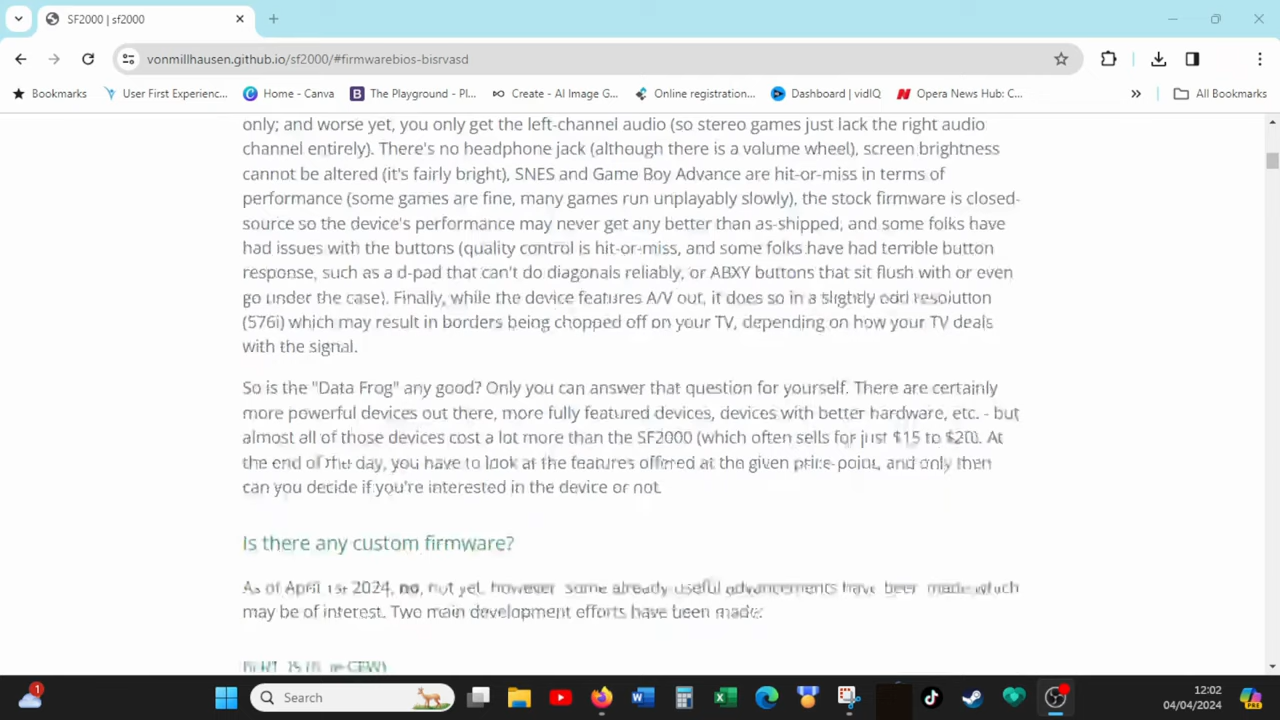 SF2000 | sf2000
vonmillhausen.github.io/sf2000/#firmwarebios-bisrvasd
Bookmarks
User First Experienc...
Home - Canva
The Playground - Pl...
Create - AI Image G...
Online registration...
Dashboard | vidIQ
Opera News Hub: C...
All Bookmarks
only; and worse yet, you only get the left-channel audio (so stereo games just lack the right audio
channel entirely). There's no headphone jack (although there is a volume wheel), screen brightness
cannot be altered (it's fairly bright), SNES and Game Boy Advance are hit-or-miss in terms of
performance (some games are fine, many games run unplayably slowly), the stock firmware is closed-
source so the device's performance may never get any better than as-shipped, and some folks have
had issues with the buttons (quality control is hit-or-miss, and some folks have had terrible button
response, such as a d-pad that can't do diagonals reliably, or ABXY buttons that sit flush with or even
go under the case). Finally, while the device features A/V out, it does so in a slightly odd resolution
(576i) which may result in borders being chopped off on your TV, depending on how your TV deals
with the signal.
So is the "Data Frog" any good? Only you can answer that question for yourself. There are certainly
more powerful devices out there, more fully featured devices, devices with better hardware, etc. - but
almost all of those devices cost a lot more than the SF2000 (which often sells for just $15 to $20). At
the end of the day, you have to look at the features offered at the given price-point, and only then
can you decide if you're interested in the device or not.
Is there any custom firmware?
As of April 2024, no, not yet, however some already useful advancements have been made which
may be of interest. Two main development efforts have been made:
1
Search
12:02
04/04/2024
PRE